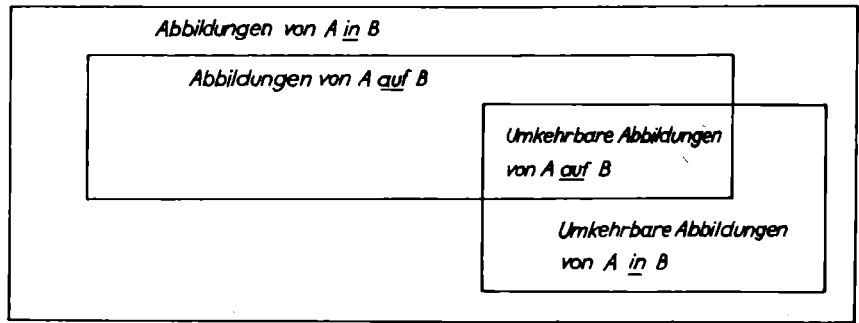 Abbildungen von A in B
Abbildungen von A auf B
Umkehrbare Abbildungen
von A auf B
Umkehrbare Abbildungen
von A in B